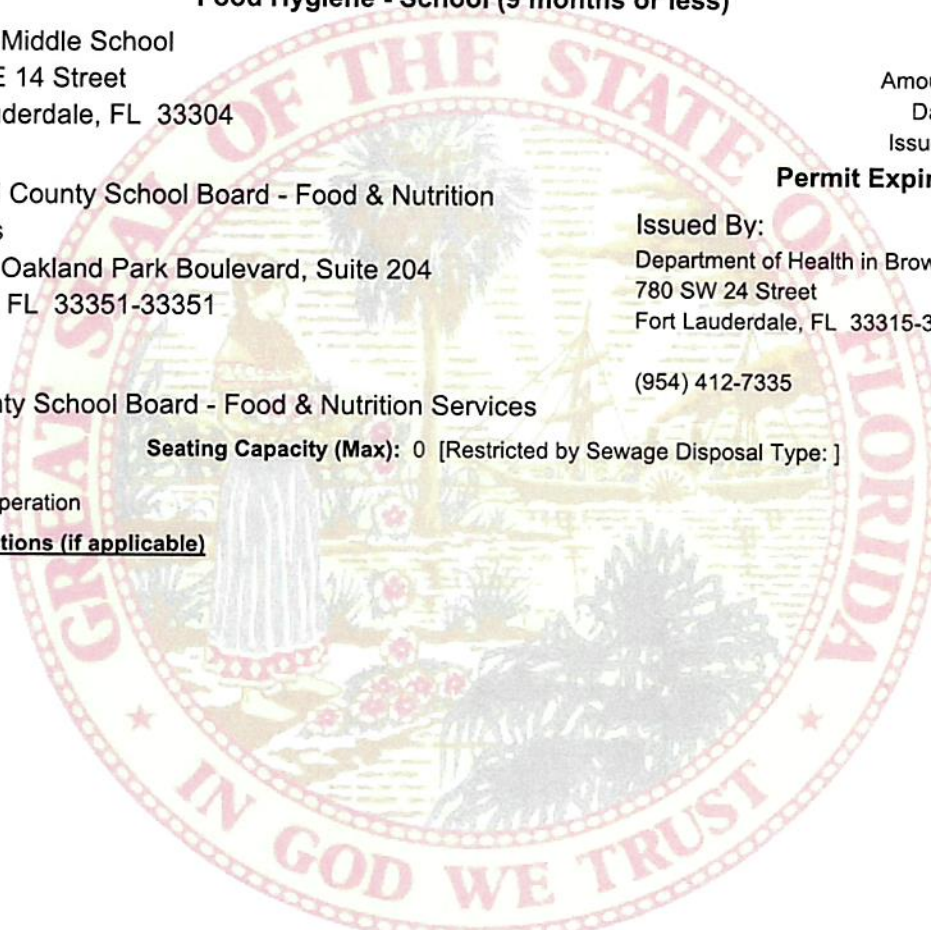 Food Hygiene - School (9 months or less)
Middle School
E 14 Street
derdale, FL 33304
Amou
Da
Issu
Permit Expir
County School Board - Food & Nutrition
s
Oakland Park Boulevard, Suite 204
FL 33351-33351
Issued By:
Department of Health in Brow
780 SW 24 Street
Fort Lauderdale, FL 33315-3
(954) 412-7335
ty School Board - Food & Nutrition Services
Seating Capacity (Max): 0 [Restricted by Sewage Disposal Type: ]
peration
tions (if applicable)
GREAT SEAL OF THE STATE OF FLORIDA
IN GOD WE TRUST